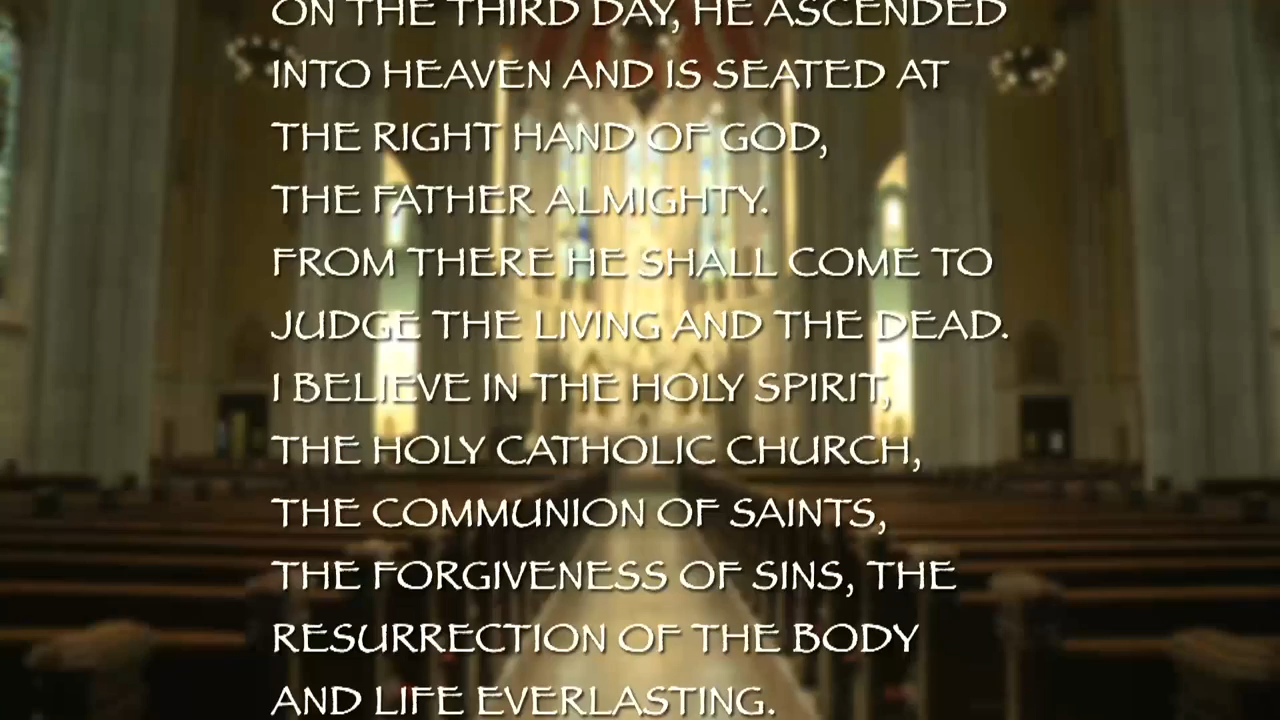 ON THE THIRD DAY, HE ASCENDED
INTO HEAVEN AND IS SEATED AT
THE RIGHT HAND OF GOD,
THE FATHER ALMIGHTY.
FROM THERE HE SHALL COME TO
JUDGE THE LIVING AND THE DEAD.
I BELIEVE IN THE HOLY SPIRIT,
THE HOLY CATHOLIC CHURCH,
THE COMMUNION OF SAINTS,
THE FORGIVENESS OF SINS, THE
RESURRECTION OF THE BODY
AND LIFE EVERLASTING.